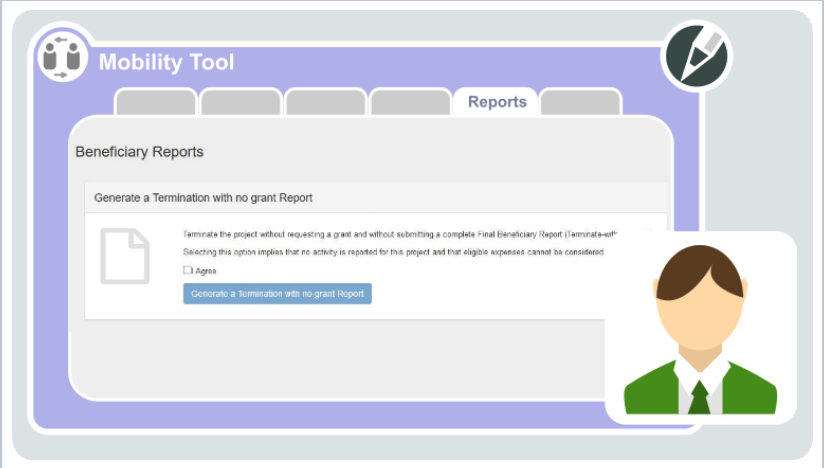 Mobility Tool
Reports
Beneficiary Reports
Generate a Termination with no grant Report
Terminate the project without requesting a grant and without submitting a complete Final Beneficiary Report
Selecting this option implies that no activity is reported for this project and that eligible expenses cannot be considered
I Agree
Generate a Termination with no grant Report